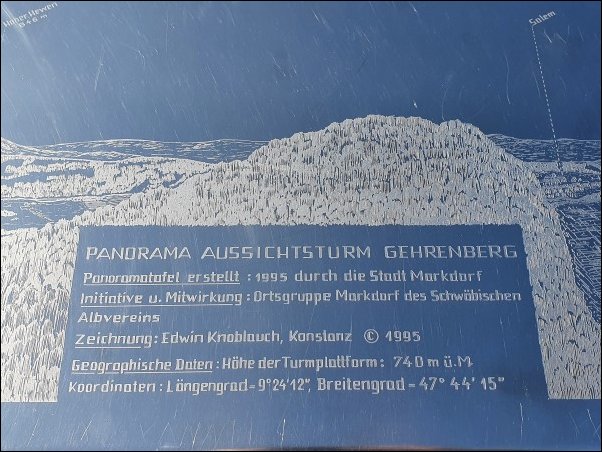 Hoher Hewen
846 m
Salem
PANORAMA AUSSICHTSTURM GEHRENBERG
Panoramatafel erstellt : 1995 durch die Stadt Markdorf
Initiative u. Mitwirkung : Ortsgruppe Markdorf des Schwäbischen
Albvereins
Zeichnung: Edwin Knoblauch, Konstanz © 1995
Geographische Daten : Höhe der Turmplattform : 740 m ü.M.
Koordinaten : Längengrad = 9°24'12", Breitengrad = 47° 44' 15"